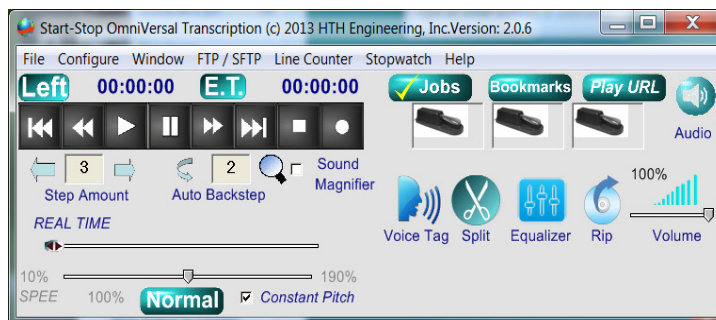 Start-Stop OmniVersal Transcription (c) 2013 HTH Engineering, Inc.Version: 2.0.6
File Configure Window FTP / SFTP Line Counter Stopwatch Help
Left 00:00:00 E.T. 00:00:00 Jobs Bookmarks Play URL
Audio
3 2 Sound Magnifier
Step Amount Auto Backstep
100%
REAL TIME
Voice Tag Split Equalizer Rip Volume
10% 190%
SPEE 100% Normal Constant Pitch